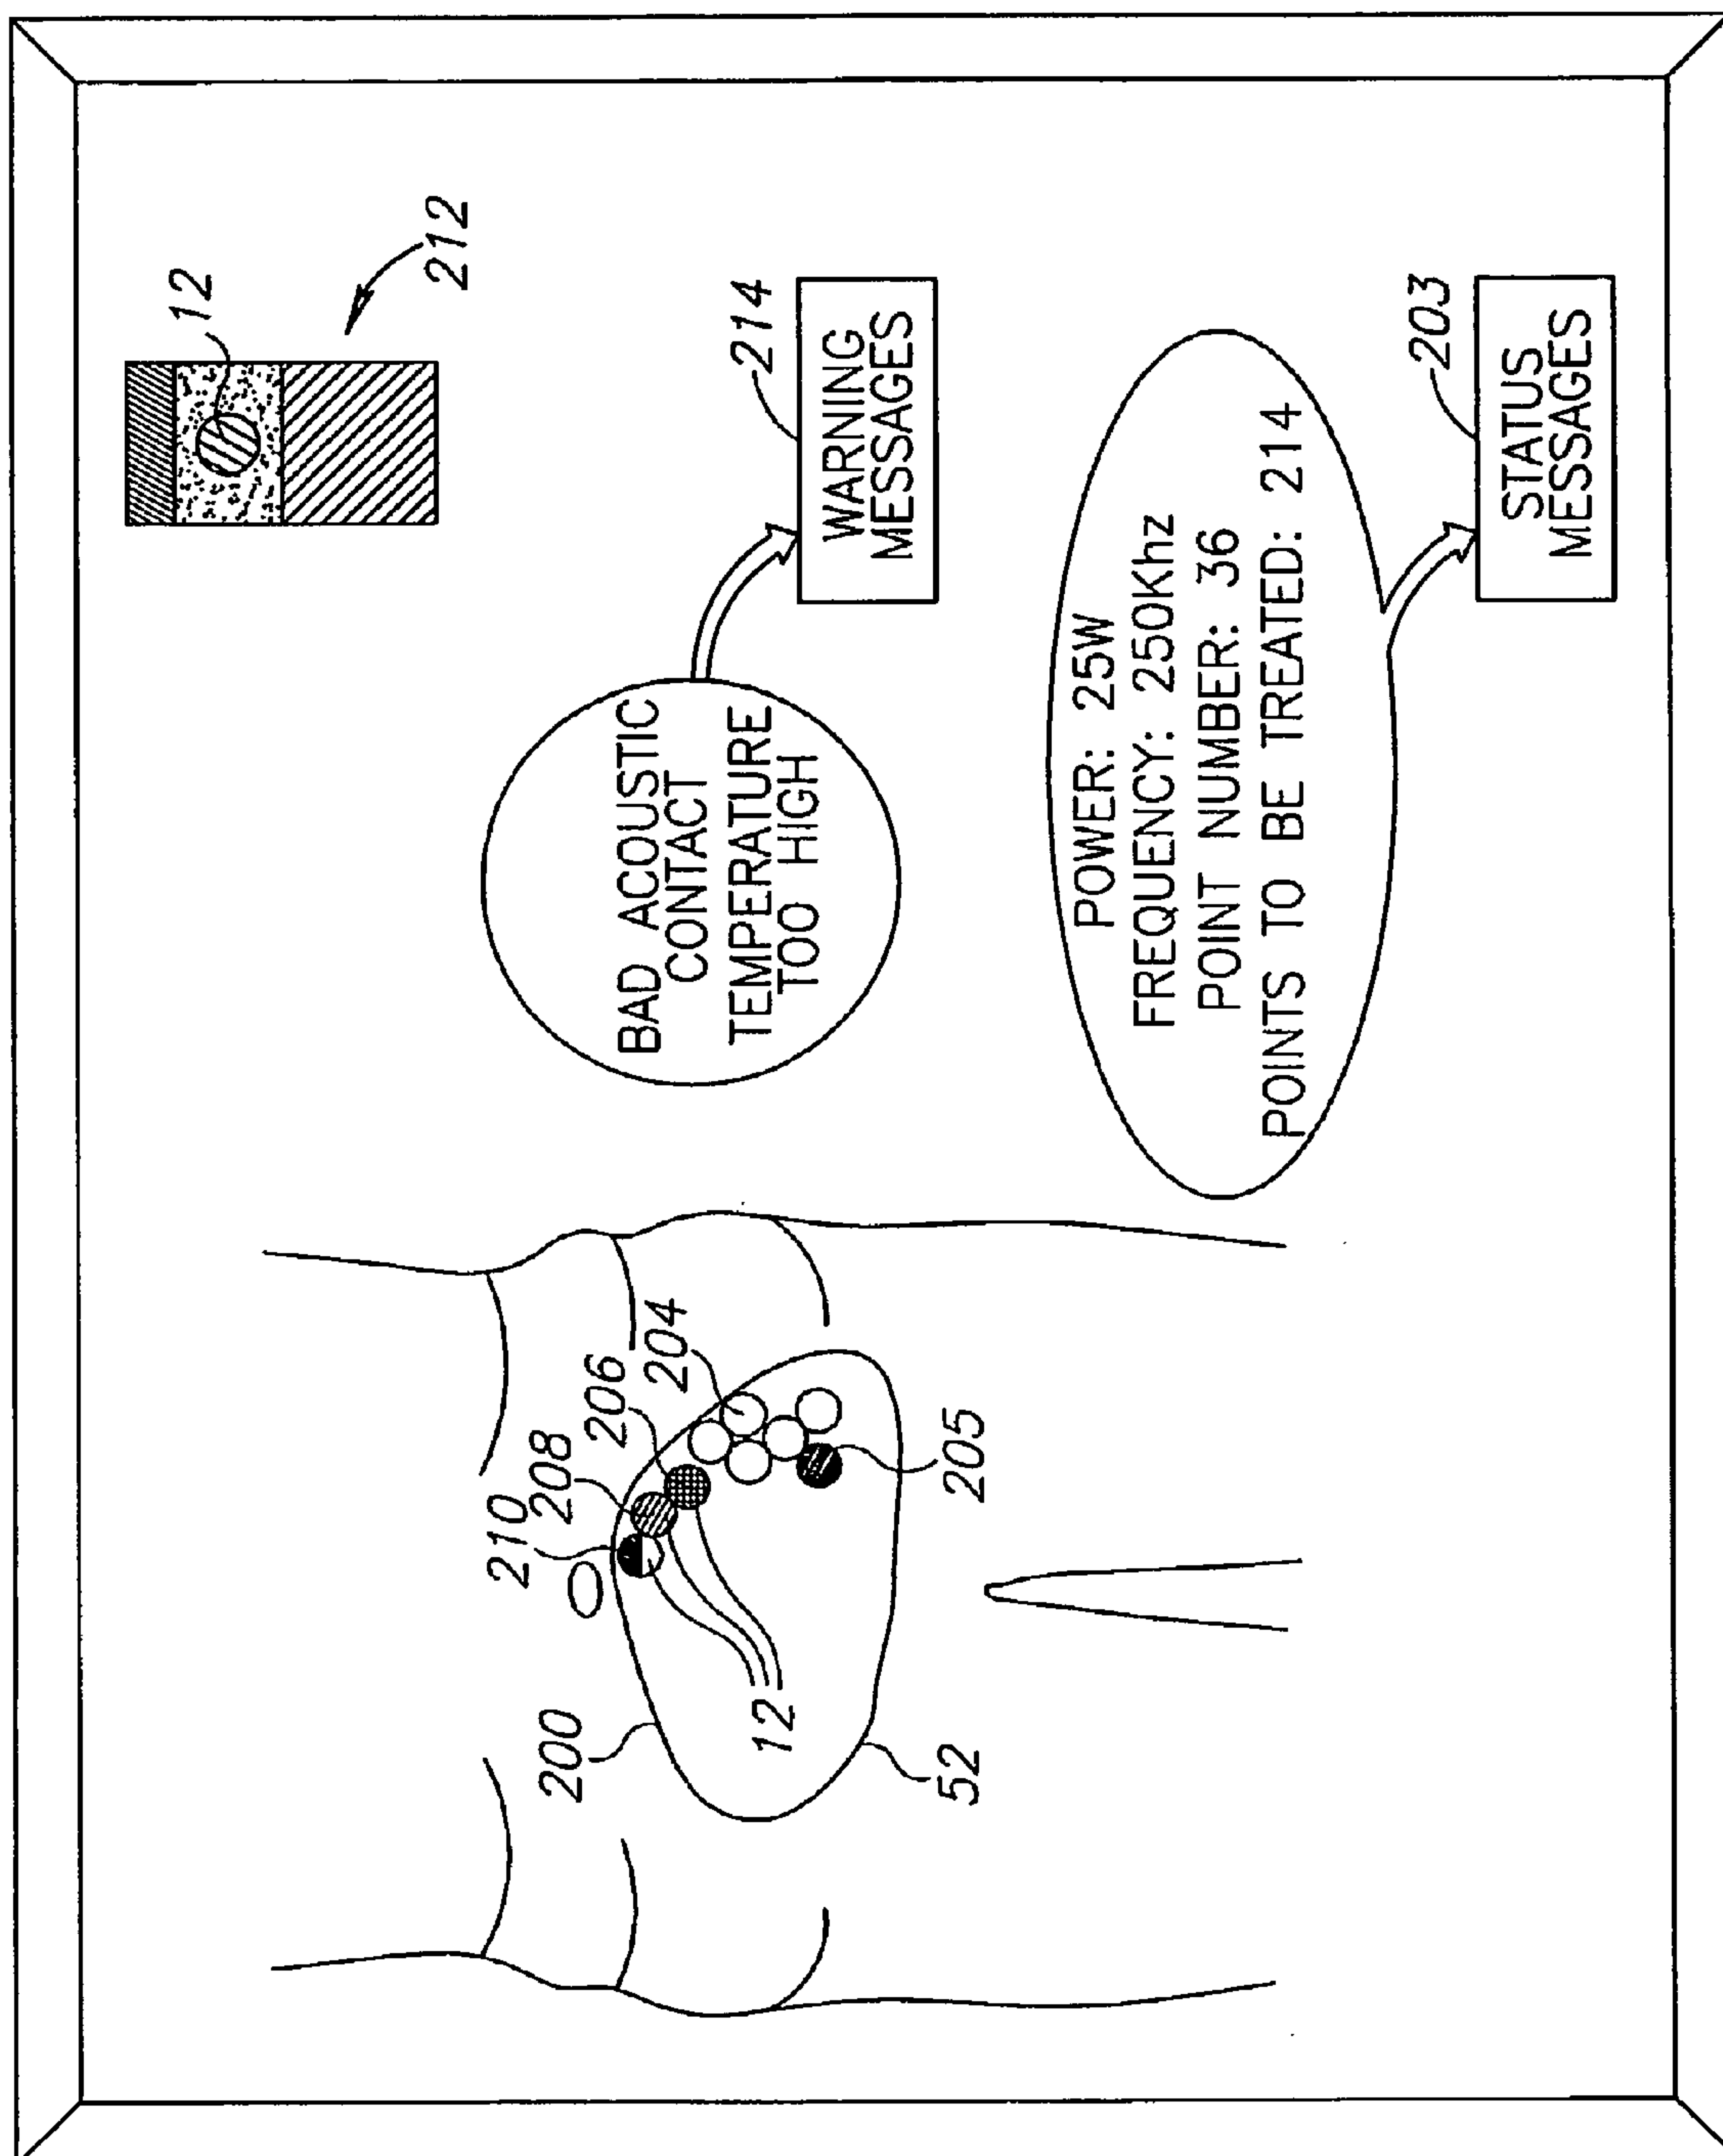 12
212
210
208
206
204
200
12
52
205
BAD ACOUSTIC
CONTACT
TEMPERATURE
TOO HIGH
214
WARNING
MESSAGES
POWER: 25W
FREQUENCY: 250Khz
POINT NUMBER: 36
POINTS TO BE TREATED: 214
203
STATUS
MESSAGES